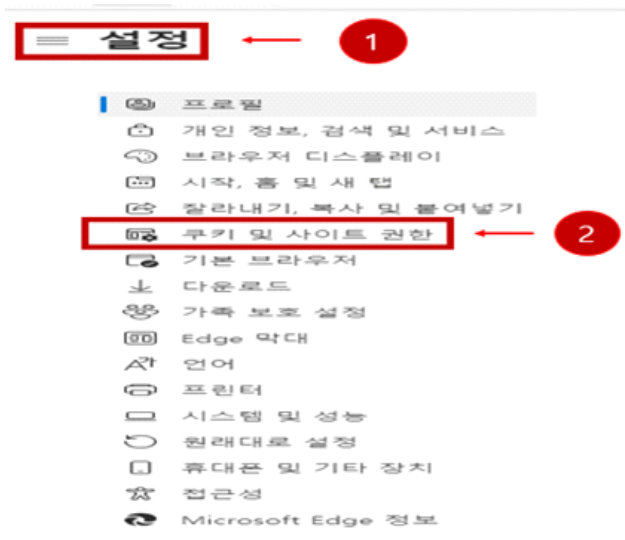 설정
1
프로필
개인 정보, 검색 및 서비스
브라우저 디스플레이
시작, 홈 및 새 탭
잘라내기, 복사 및 붙여넣기
쿠키 및 사이트 권한
2
기본 브라우저
다운로드
가족 보호 설정
Edge 막대
언어
프린터
시스템 및 성능
원래대로 설정
휴대폰 및 기타 장치
접근성
Microsoft Edge 정보